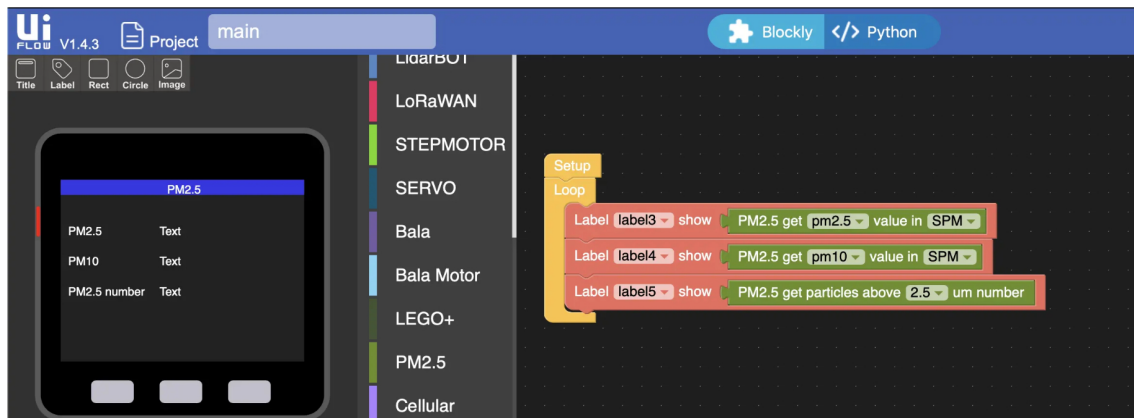 Ui
FLOW V1.4.3
Project
main
Blockly
</> Python
Title Label Rect Circle Image
PM2.5
PM2.5 Text
PM10 Text
PM2.5 number Text
LidarBOT
LoRaWAN
STEPMOTOR
SERVO
Bala
Bala Motor
LEGO+
PM2.5
Cellular
Setup
Loop
Label label3 show PM2.5 get pm2.5 value in SPM
Label label4 show PM2.5 get pm10 value in SPM
Label label5 show PM2.5 get particles above 2.5 um number